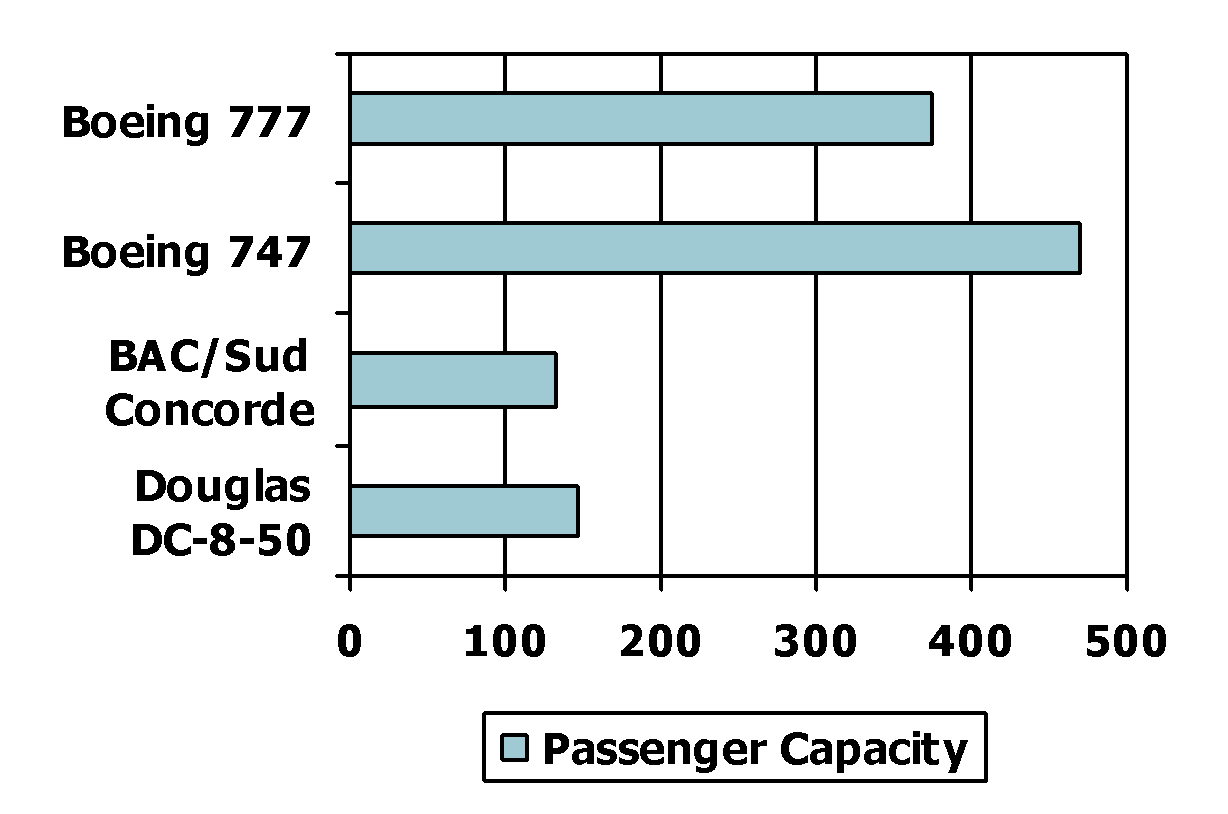 Boeing 777
Boeing 747
BAC/Sud
Concorde
Douglas
DC-8-50
0 100 200 300 400 500
Passenger Capacity